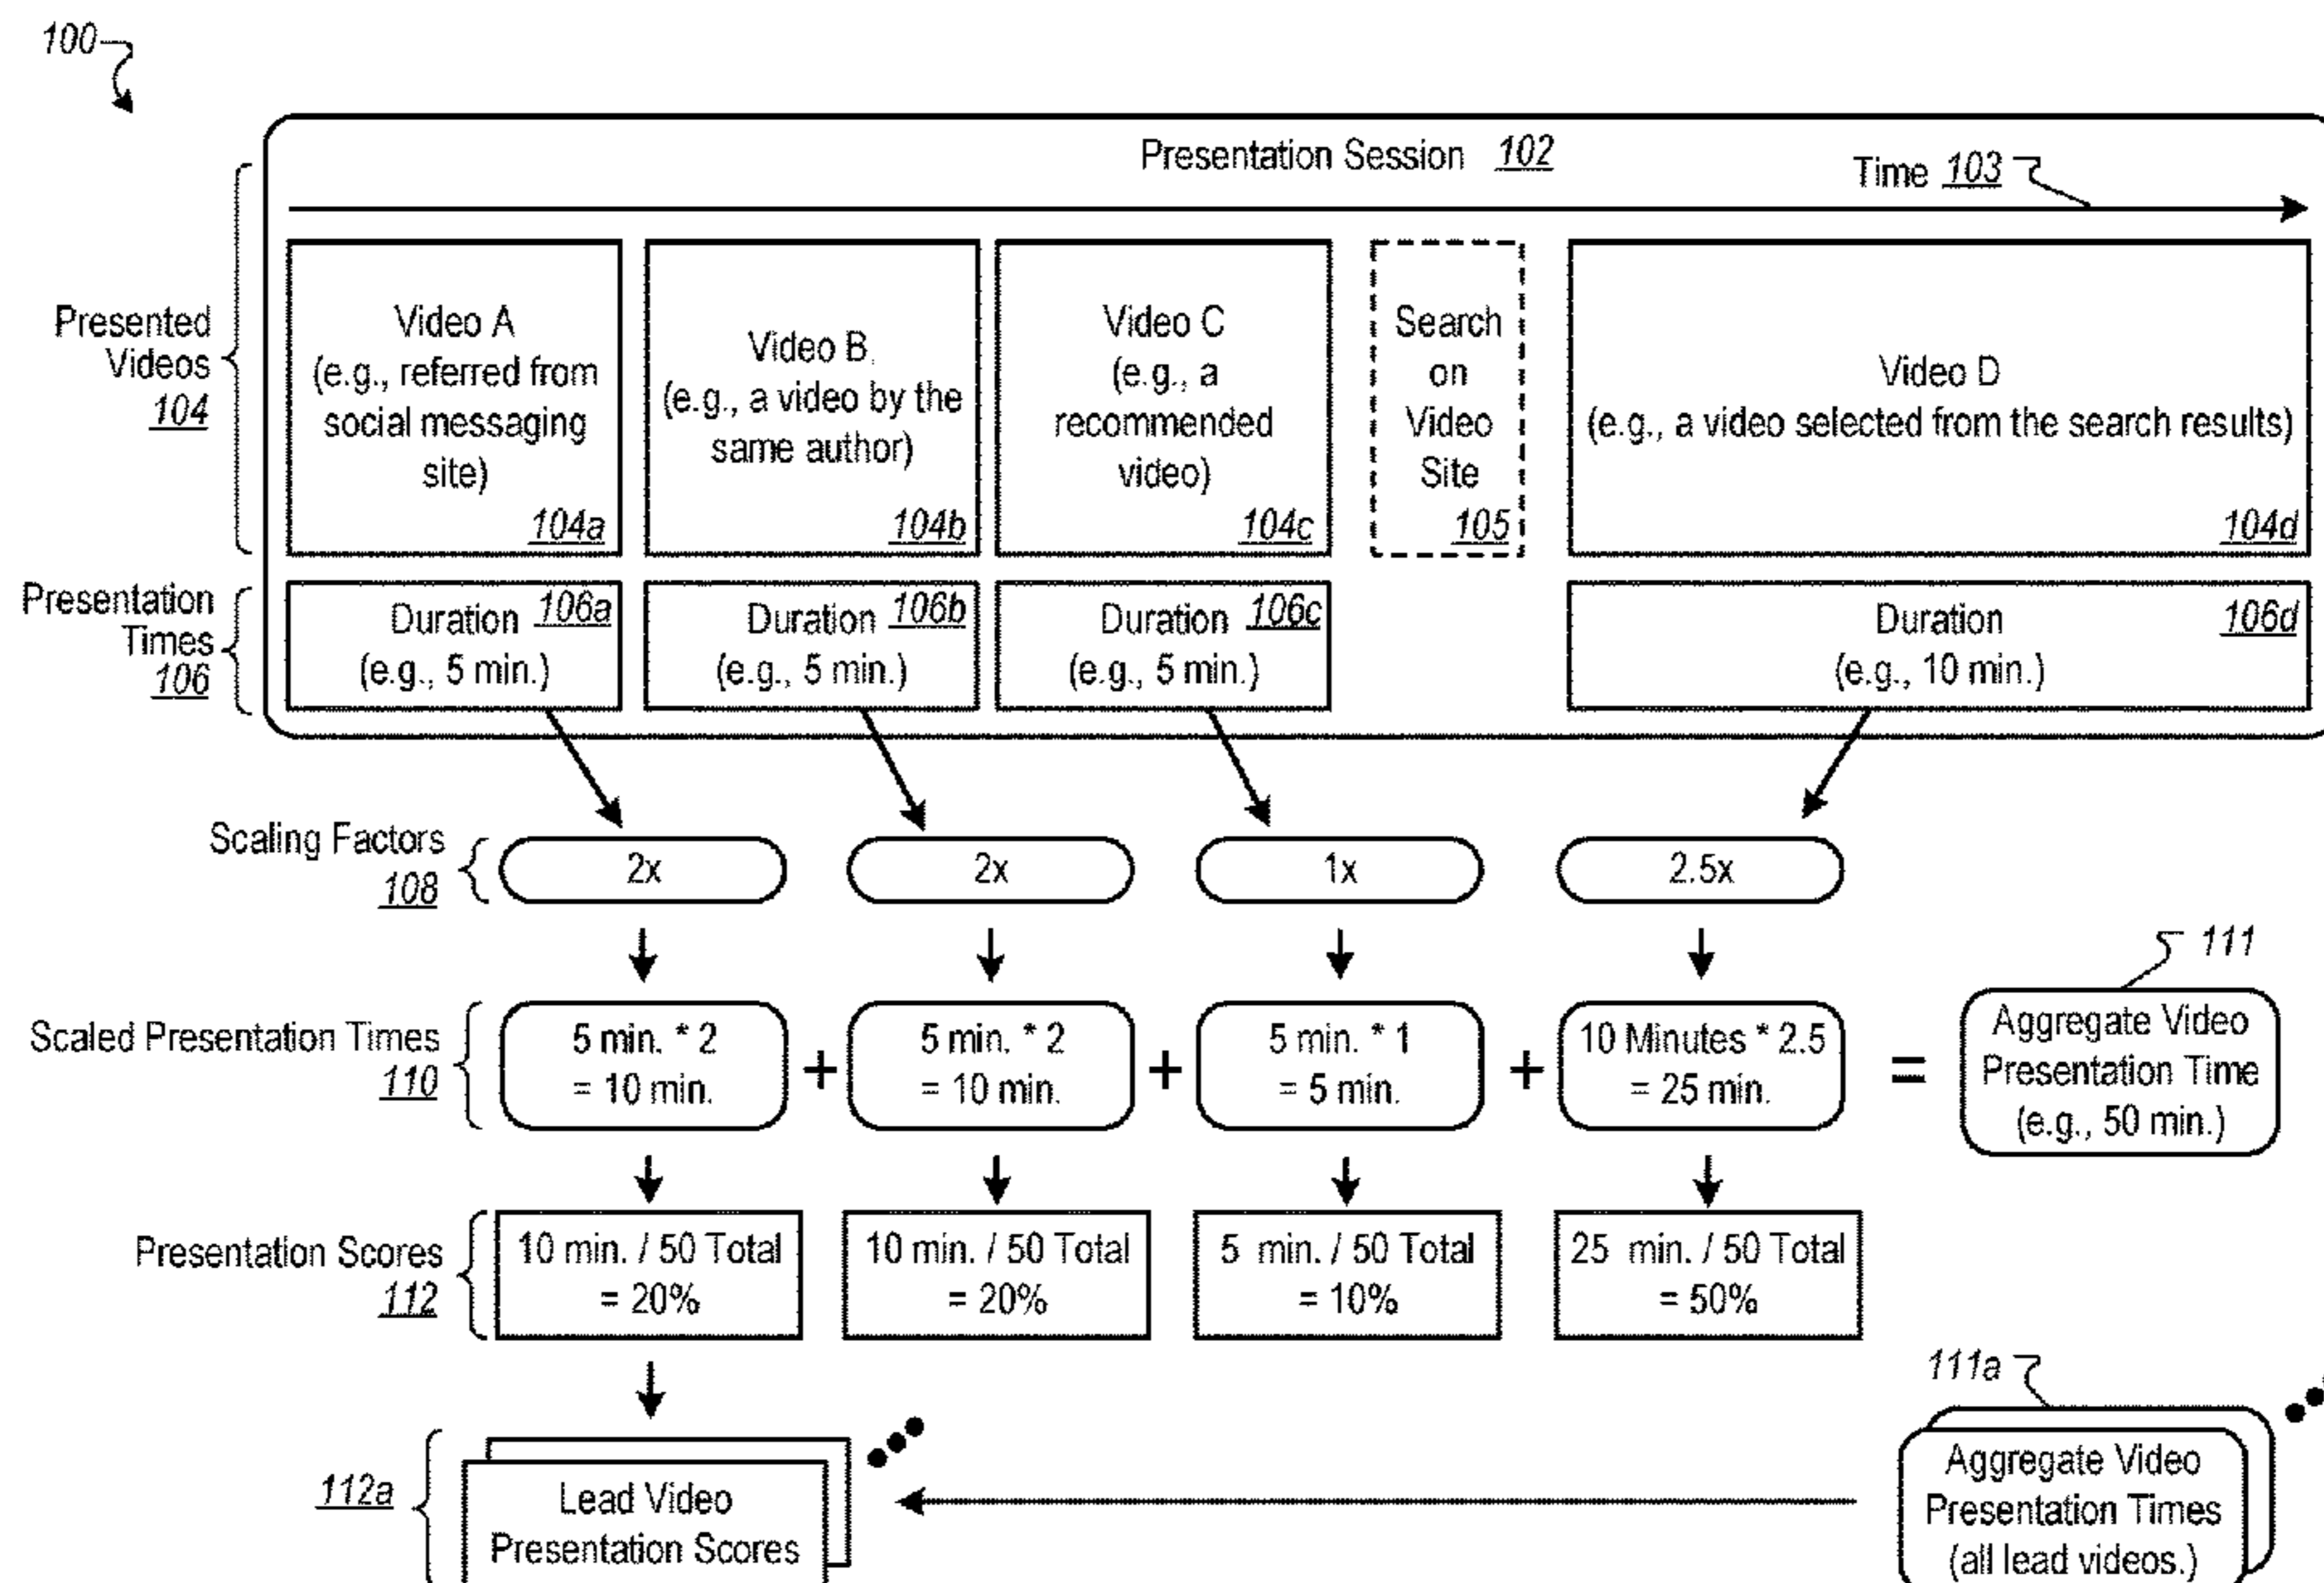 100
Presentation Session 102
Time 103
Presented
Videos
104
Video A
(e.g., referred from
social messaging
site)
104a
Video B
(e.g., a video by the
same author)
104b
Video C
(e.g., a
recommended
video)
104c
Search
on
Video
Site
105
Video D
(e.g., a video selected from the search results)
104d
Presentation
Times
106
Duration 106a
(e.g., 5 min.)
Duration 106b
(e.g., 5 min.)
Duration 106c
(e.g., 5 min.)
Duration 106d
(e.g., 10 min.)
Scaling Factors
108
2x
2x
1x
2.5x
Scaled Presentation Times
110
5 min. * 2
= 10 min.
+
5 min. * 2
= 10 min.
+
5 min. * 1
= 5 min.
+
10 Minutes * 2.5
= 25 min.
=
111
Aggregate Video
Presentation Time
(e.g., 50 min.)
Presentation Scores
112
10 min. / 50 Total
= 20%
10 min. / 50 Total
= 20%
5 min. / 50 Total
= 10%
25 min. / 50 Total
= 50%
112a
Lead Video
Presentation Scores
111a
Aggregate Video
Presentation Times
(all lead videos.)